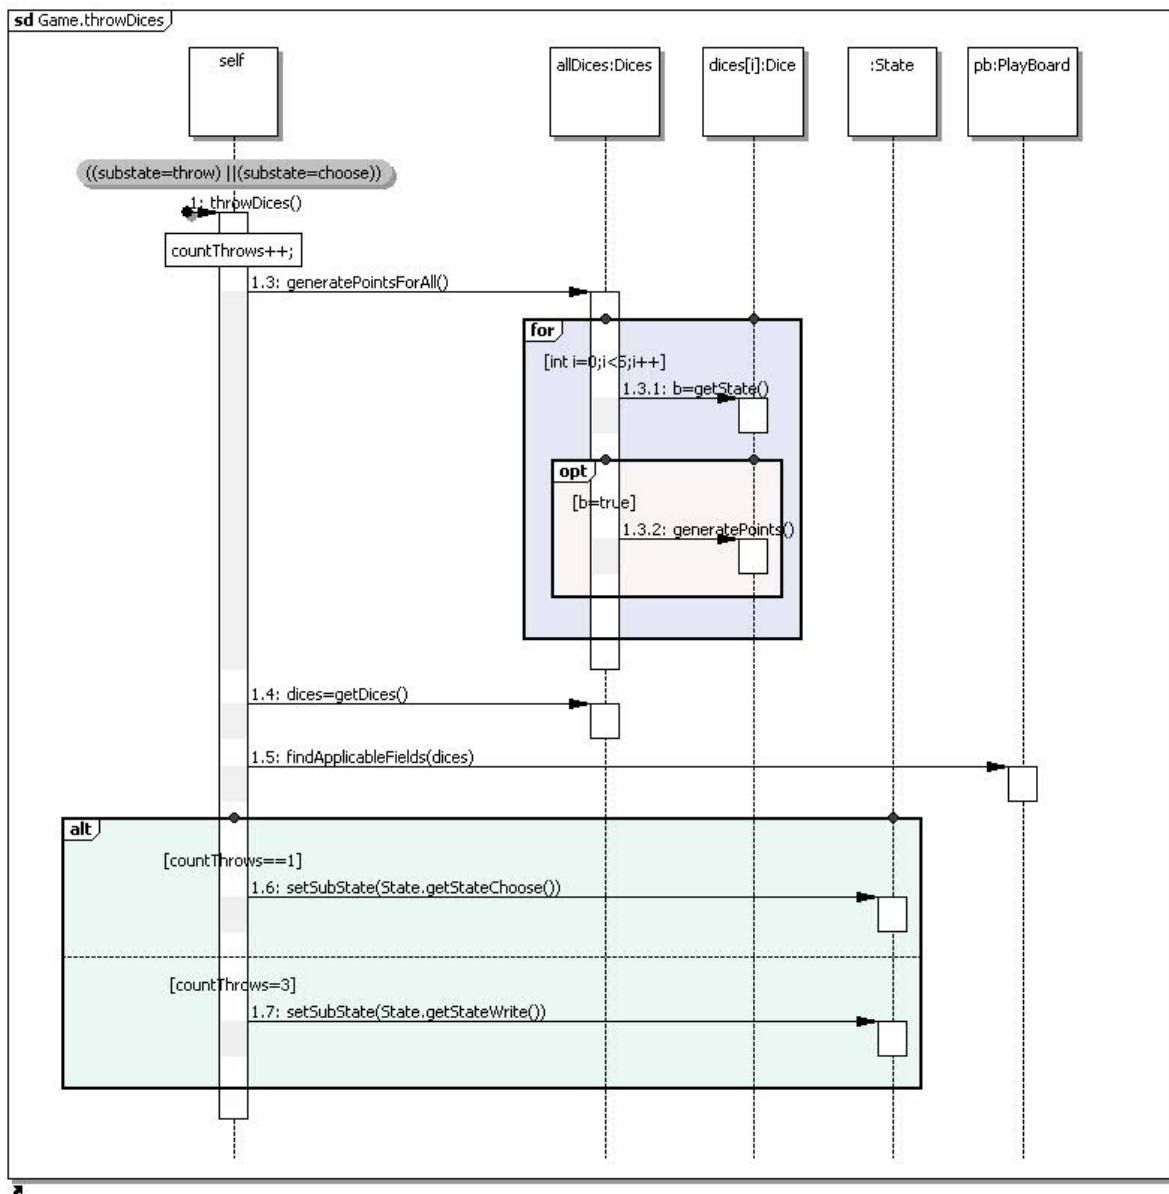 sd Game.throwDices
self
allDices:Dices
dices[i]:Dice
:State
pb:PlayBoard
((substate=throw) ||(substate=choose))
1: throwDices()
countThrows++;
1.3: generatePointsForAll()
for
[int i=0;i<5;i++]
1.3.1: b=getState()
opt
[b=true]
1.3.2: generatePoints()
1.4: dices=getDices()
1.5: findApplicableFields(dices)
alt
[countThrows==1]
1.6: setSubState(State.getStateChoose())
[countThrows=3]
1.7: setSubState(State.getStateWrite())